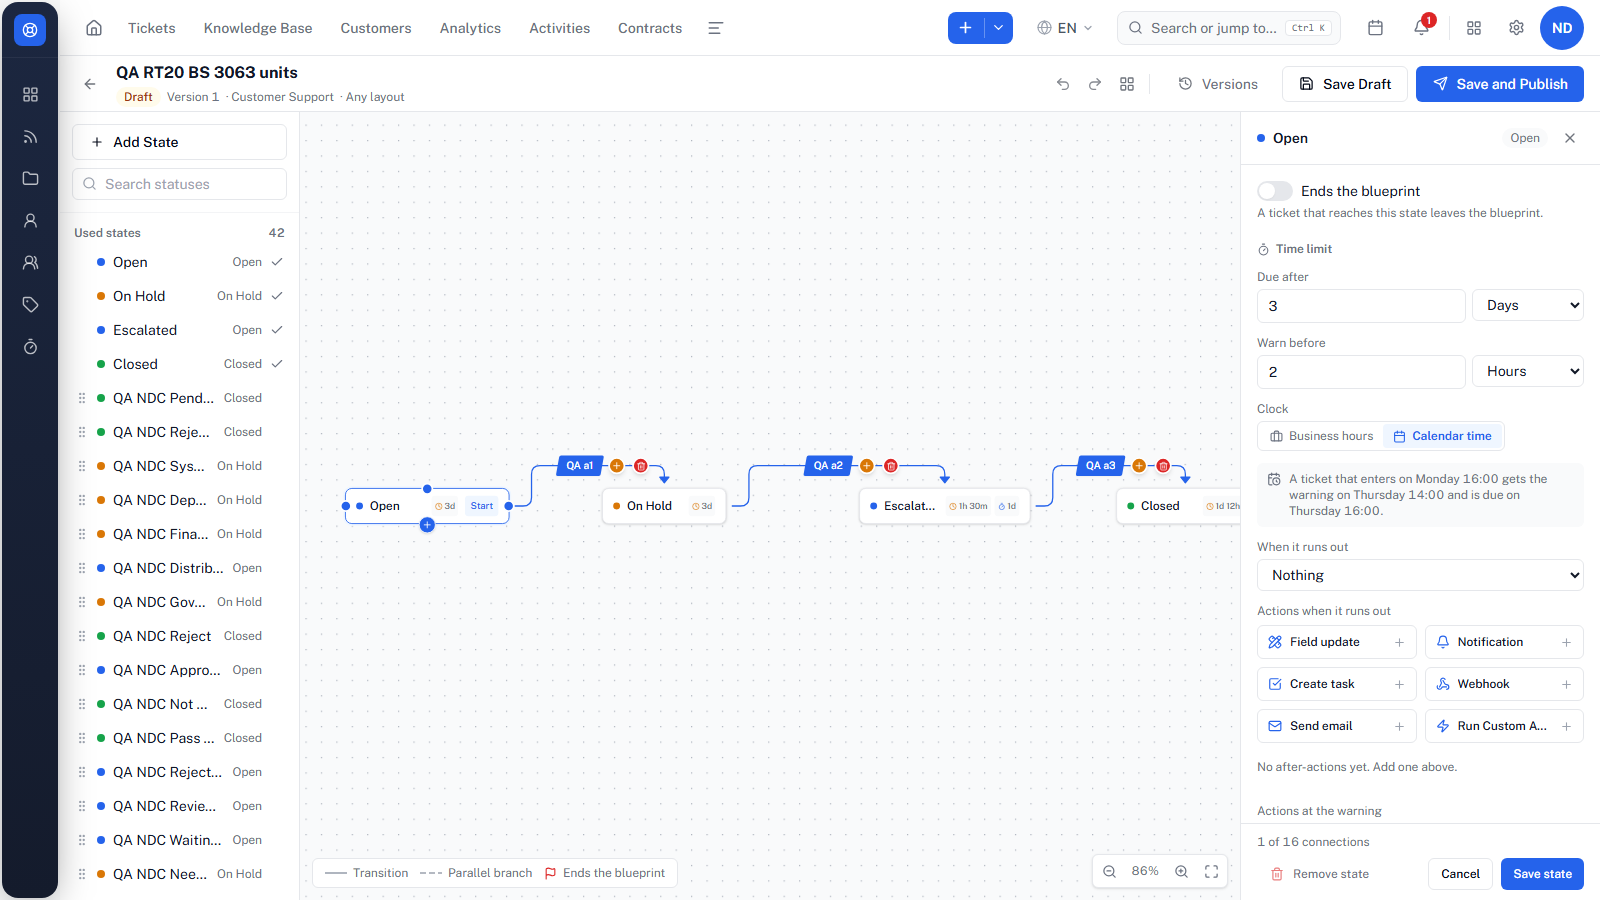 Tickets
Knowledge Base
Customers
Analytics
Activities
Contracts
EN
Search or jump to...
Ctrl K
1
ND
QA RT20 BS 3063 units
Draft
Version 1 · Customer Support · Any layout
Versions
Save Draft
Save and Publish
Add State
Search statuses
Used states 42
Open Open
On Hold On Hold
Escalated Open
Closed Closed
QA NDC Pend... Closed
QA NDC Reje... Closed
QA NDC Sys... On Hold
QA NDC Dep... On Hold
QA NDC Fina... On Hold
QA NDC Distrib... Open
QA NDC Gov... On Hold
QA NDC Reject Closed
QA NDC Appro... Open
QA NDC Not ... Closed
QA NDC Pass ... Closed
QA NDC Reject... Open
QA NDC Revie... Open
QA NDC Waitin... Open
QA NDC Nee... On Hold
QA a1
QA a2
QA a3
Open 3d Start
On Hold 3d
Escalat... 1h 30m 1d
Closed 1d 12h
Transition
Parallel branch
Ends the blueprint
86%
Open Open
Ends the blueprint
A ticket that reaches this state leaves the blueprint.
Time limit
Due after
3 Days
Warn before
2 Hours
Clock
Business hours Calendar time
A ticket that enters on Monday 16:00 gets the
warning on Thursday 14:00 and is due on
Thursday 16:00.
When it runs out
Nothing
Actions when it runs out
Field update
Notification
Create task
Webhook
Send email
Run Custom A...
No after-actions yet. Add one above.
Actions at the warning
1 of 16 connections
Remove state
Cancel
Save state